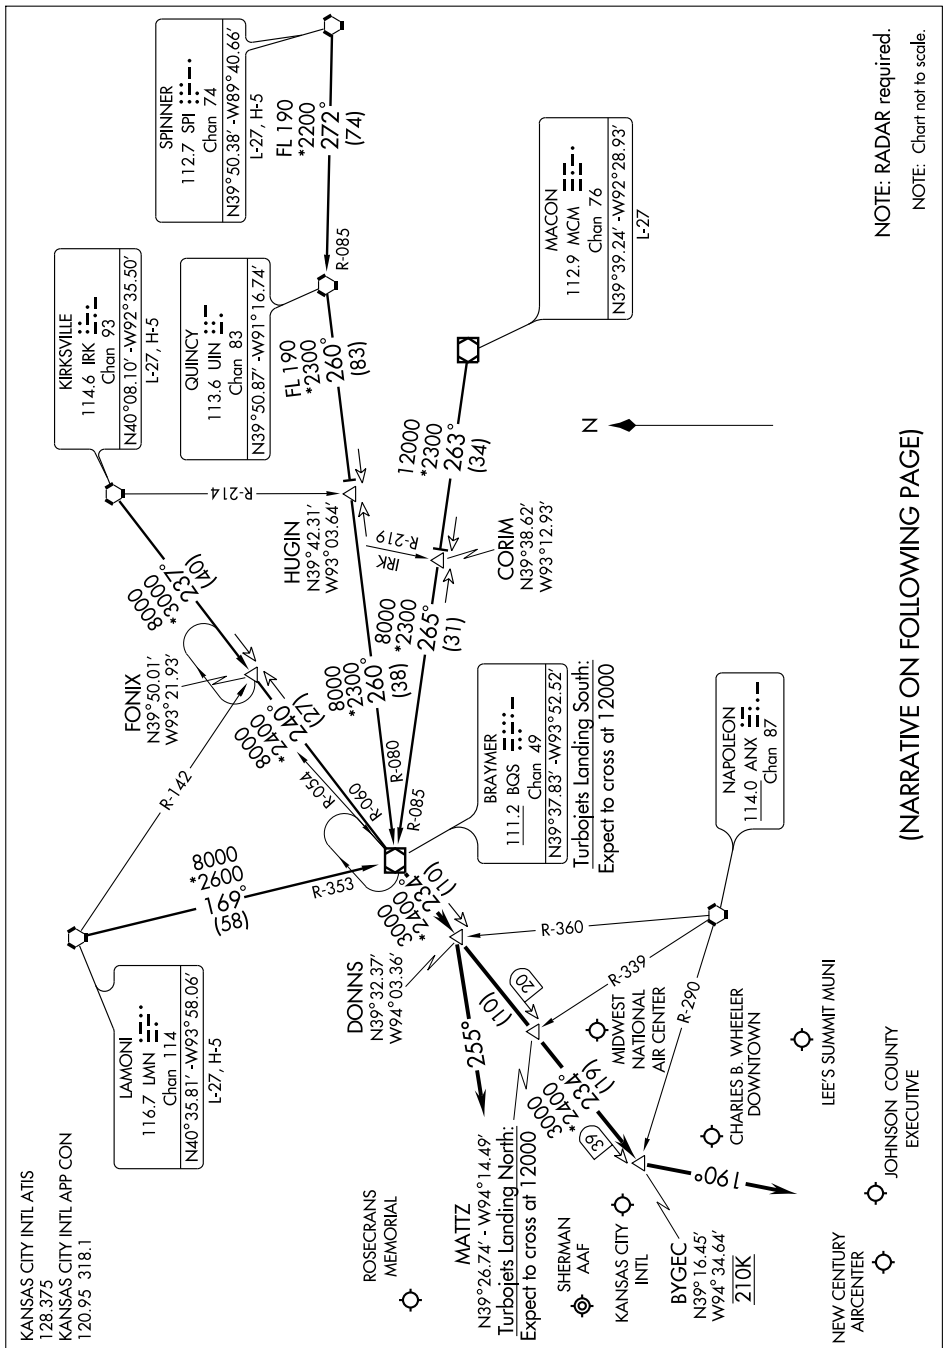 KANSAS CITY INTL ATIS
128.375
KANSAS CITY INTL APP CON
120.95 318.1
LAMONI
116.7 LMN
Chan 114
N40°35.81' -W93°58.06'
L-27, H-5
KIRKSVILLE
114.6 IRK
Chan 93
N40°08.10' -W92°35.50'
L-27, H-5
SPINNER
112.7 SPI
Chan 74
N39°50.38' -W89°40.66'
L-27, H-5
QUINCY
113.6 UIN
Chan 83
N39°50.87' -W91°16.74'
FL 190
*2200
272°
(74)
R-085
FL 190
*2300
260°
(83)
MACON
112.9 MCM
Chan 76
N39°39.24' -W92°28.93'
L-27
12000
*2300
263°
(34)
N
R-214
HUGIN
N39°42.31'
W93°03.64'
IRK
R-219
CORIM
N39°38.62'
W93°12.93'
8000
*3000
237°
(40)
FONIX
N39°50.01'
W93°21.93'
R-142
8000
*2400
240°
(27)
R-054
R-060
8000
*2300
260°
(38)
R-080
8000
*2300
265°
(31)
R-085
8000
*2600
169°
(58)
R-353
BRAYMER
111.2 BQS
Chan 49
N39°37.83' -W93°52.52'
Turbojets Landing South:
Expect to cross at 12000
3000
*2400
234°
(10)
DONNS
N39°32.37'
W94°03.36'
255°
(10)
20
NAPOLEON
114.0 ANX
Chan 87
R-360
R-339
R-290
MATTZ
N39°26.74' - W94°14.49'
Turbojets Landing North:
Expect to cross at 12000
3000
*2400
234°
(19)
39
BYGEC
N39°16.45'
W94°34.64'
210K
190°
ROSECRANS
MEMORIAL
SHERMAN
AAF
KANSAS CITY
INTL
MIDWEST
NATIONAL
AIR CENTER
CHARLES B. WHEELER
DOWNTOWN
LEE'S SUMMIT MUNI
JOHNSON COUNTY
EXECUTIVE
NEW CENTURY
AIRCENTER
NOTE: RADAR required.
NOTE: Chart not to scale.
(NARRATIVE ON FOLLOWING PAGE)